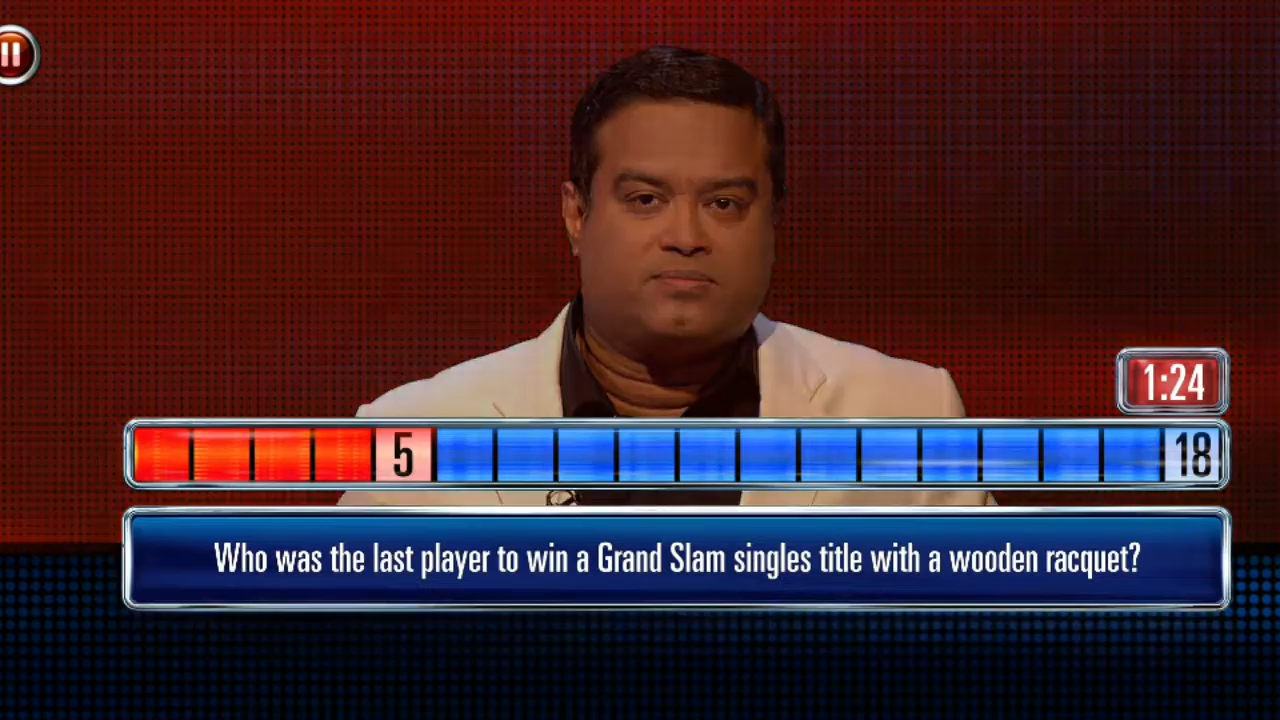 1:24
5
18
Who was the last player to win a Grand Slam singles title with a wooden racquet?